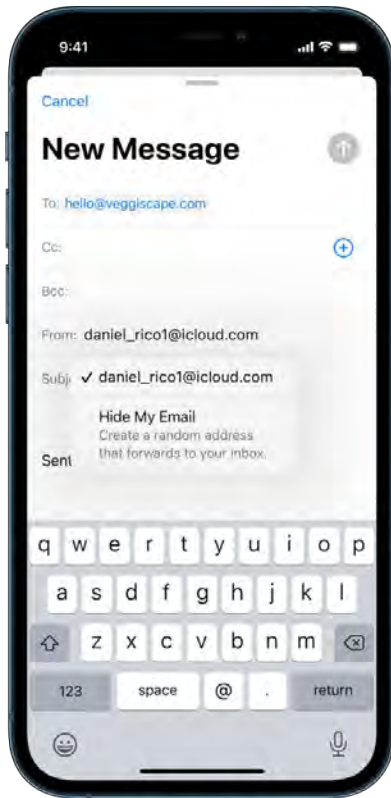 9:41
Cancel
New Message
To: hello@veggiscape.com
Cc:
Bcc:
From: daniel_rico1@icloud.com
Subj
✓ daniel_rico1@icloud.com
Hide My Email
Create a random address
that forwards to your inbox.
Sent
q w e r t y u i o p
a s d f g h j k l
z x c v b n m
123 space @ . return